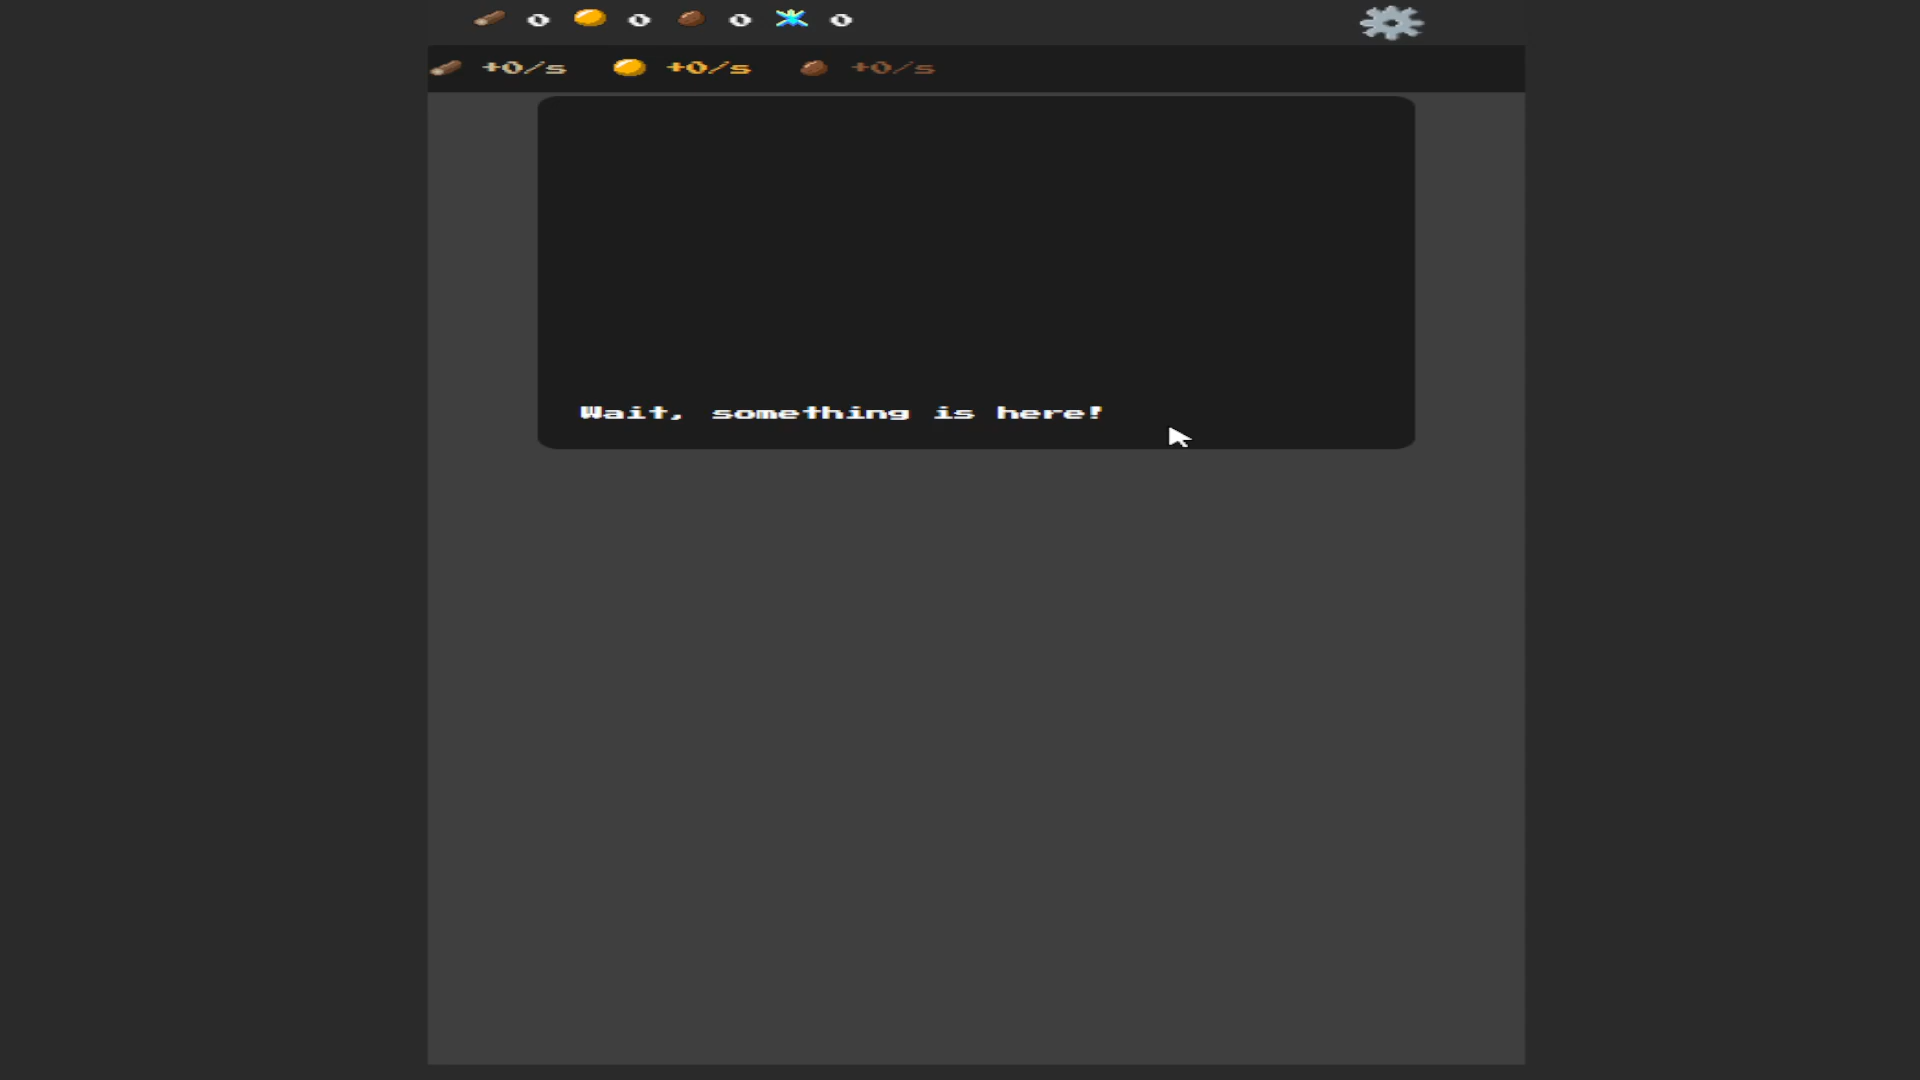 0 0 0 0
+0/s +0/s +0/s
Wait, something is here!